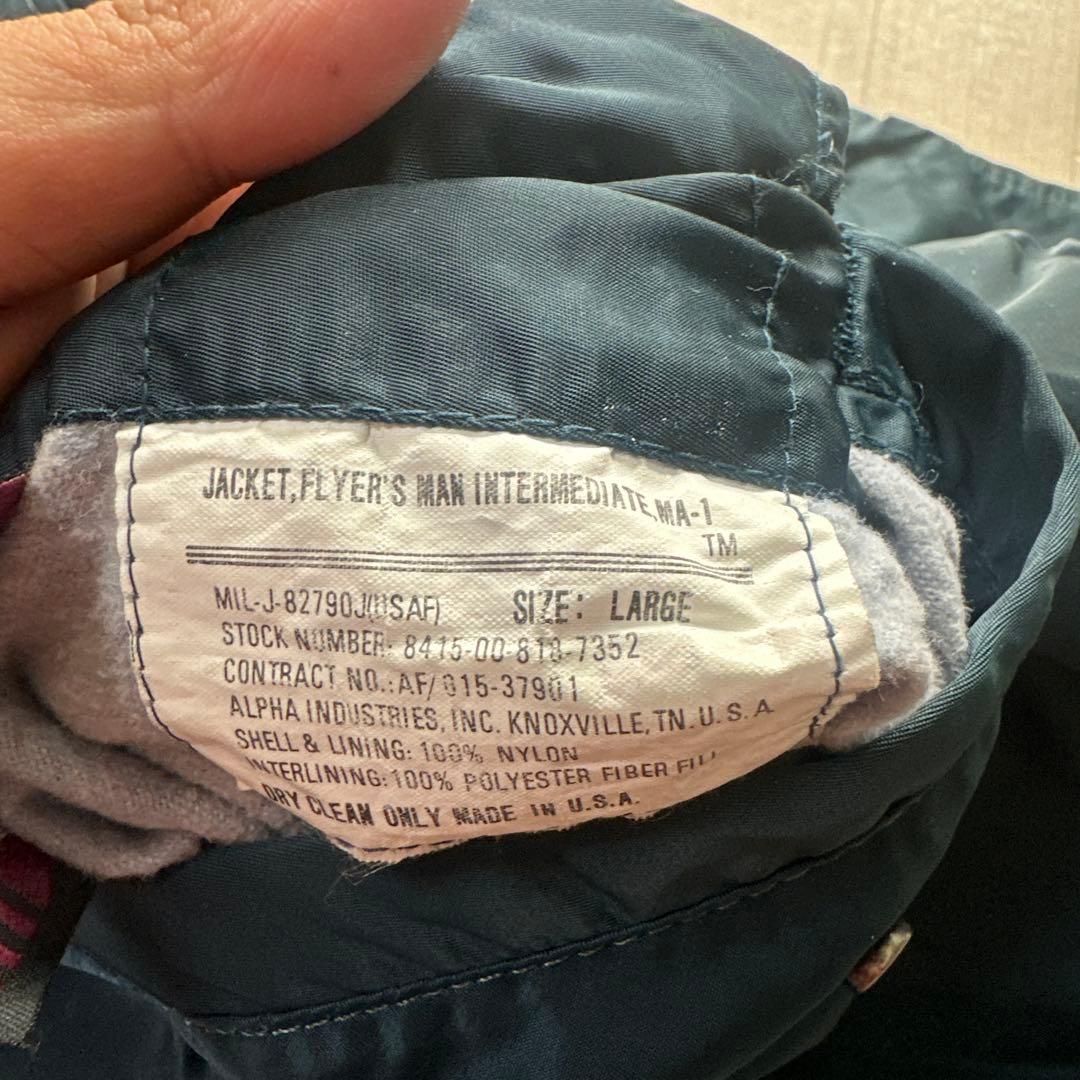 JACKET,FLYER'S MAN INTERMEDIATE,MA-1
TM
MIL-J-82790J(USAF) SIZE: LARGE
STOCK NUMBER: 8415-00-818-7352
CONTRACT NO.:AF/015-37901
ALPHA INDUSTRIES, INC. KNOXVILLE, TN. U.S.A
SHELL & LINING: 100% NYLON
INTERLINING:100% POLYESTER FIBER FILL
DRY CLEAN ONLY MADE IN U.S.A.